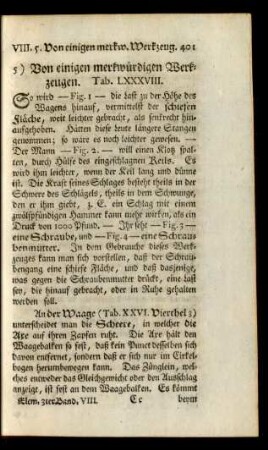 VIII. 5. Von einigen merkw. Werkzeug. 401
5) Von einigen merkwürdigen Werk-
zeugen. Tab. LXXXVIII.
So wird — Fig. 1 — die Last zu der Höhe des
Wagens hinauf, vermittelst der schiefen
Fläche, weit leichter gebracht, als senkrecht hin-
aufgehoben. Hätten diese Leute längere Stangen
genommen; so wäre es noch leichter gewesen. —
Der Mann — Fig. 2. — will einen Klotz spal-
ten, durch Hülfe des eingeschlagnen Keils. Es
wird ihm leichter, wenn der Keil lang und dünne
ist. Die Kraft seines Schlages besteht theils in der
Schwere des Schlägels, theils in dem Schwunge,
den er ihm giebt, z. E. ein Schlag mit einem
zwölfpfündigen Hammer kann mehr wirken, als ein
Druck von 1000 Pfund. — Ihr seht — Fig. 3 —
eine Schraube, und — Fig. 4 — eine Schrau-
benmutter. In dem Gebrauche dieses Werk-
zeuges kann man sich vorstellen, daß der Schrau-
bengang eine schiefe Fläche, und daß dasjenige,
was gegen die Schraubenmutter drückt, eine Last
sey, die hinauf gebracht, oder in Ruhe gehalten
werden soll.
An der Waage (Tab. XXVI. Vierthel 3)
unterscheidet man die Scheere, in welcher die
Axe auf ihren Zapfen ruht. Die Axe hält den
Waagebalken so fest, daß kein Punct desselben sich
davon entfernet, sondern daß er sich nur im Cirkel-
bogen herumbewegen kann. Das Zünglein, wel-
ches entweder das Gleichgewicht oder den Ausschlag
anzeigt, ist fest an dem Waagebalken. Es kömmt
Elem. 3ter Band, VIII. Cc